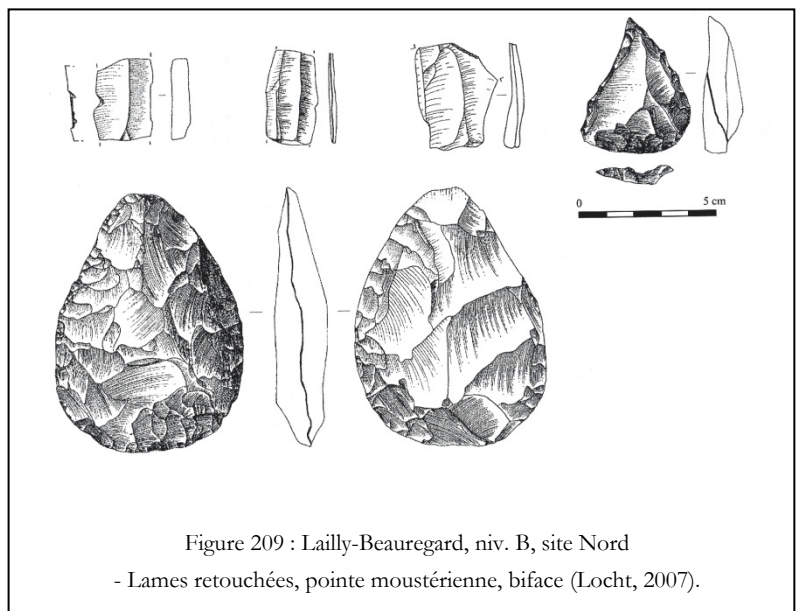 0 5 cm
Figure 209 : Lailly-Beauregard, niv. B, site Nord
- Lames retouchées, pointe moustérienne, biface (Locht, 2007).